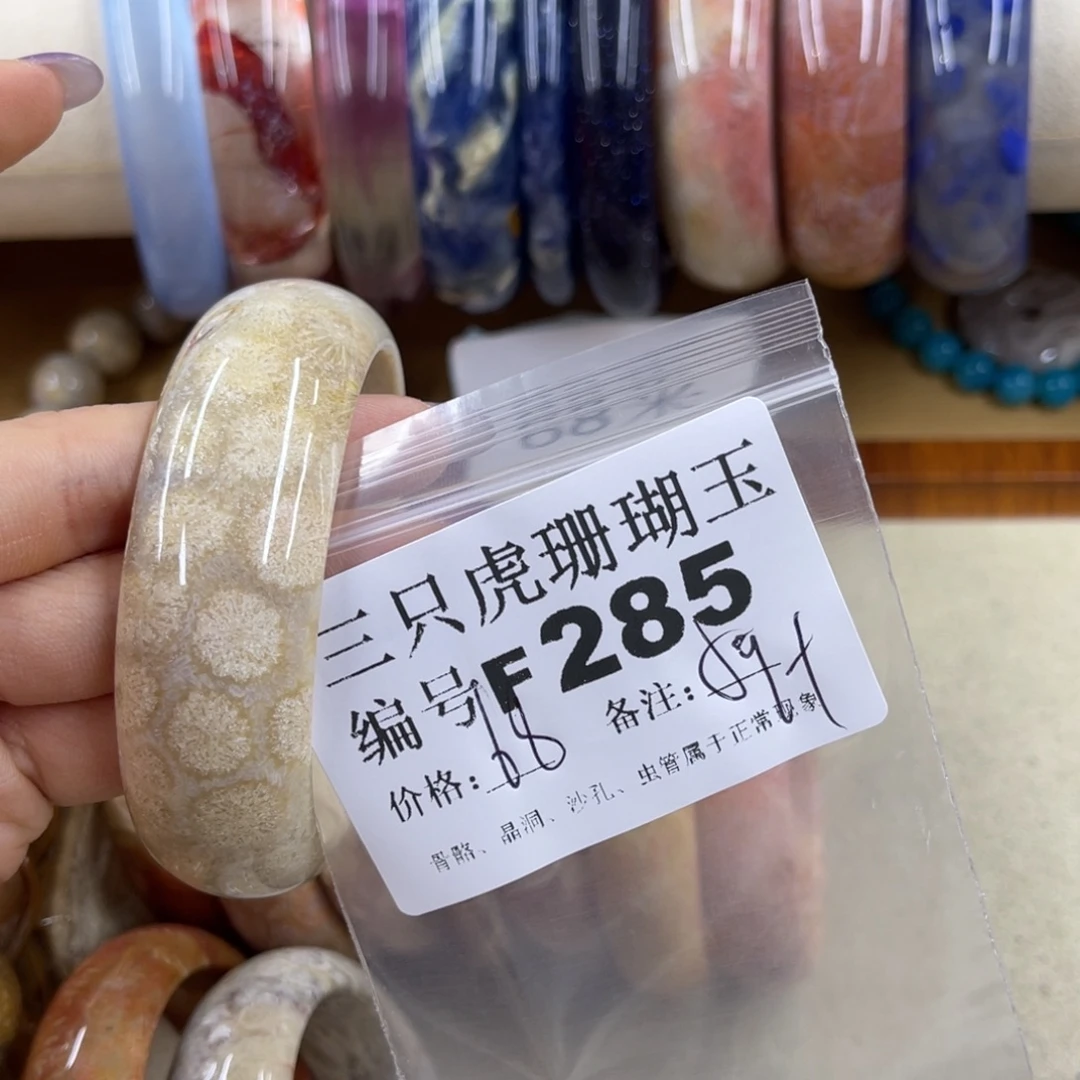 三只虎珊瑚玉
编号F285
价格: 68 备注:
骨骼、晶洞、沙孔、虫管属于正常现象